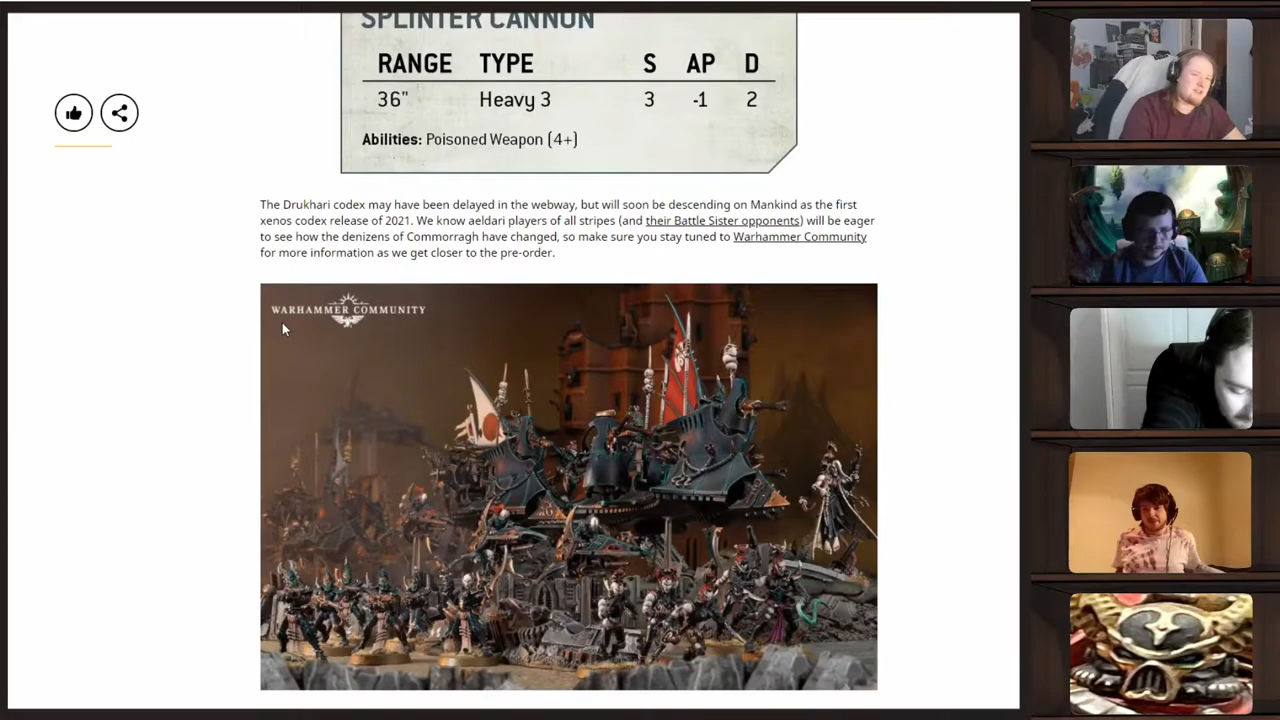 SPLINTER CANNON
RANGE TYPE S AP D
36" Heavy 3 3 -1 2
Abilities: Poisoned Weapon (4+)
The Drukhari codex may have been delayed in the webway, but will soon be descending on Mankind as the first
xenos codex release of 2021. We know aeldari players of all stripes (and their Battle Sister opponents) will be eager
to see how the denizens of Commorragh have changed, so make sure you stay tuned to Warhammer Community
for more information as we get closer to the pre-order.
WARHAMMER COMMUNITY